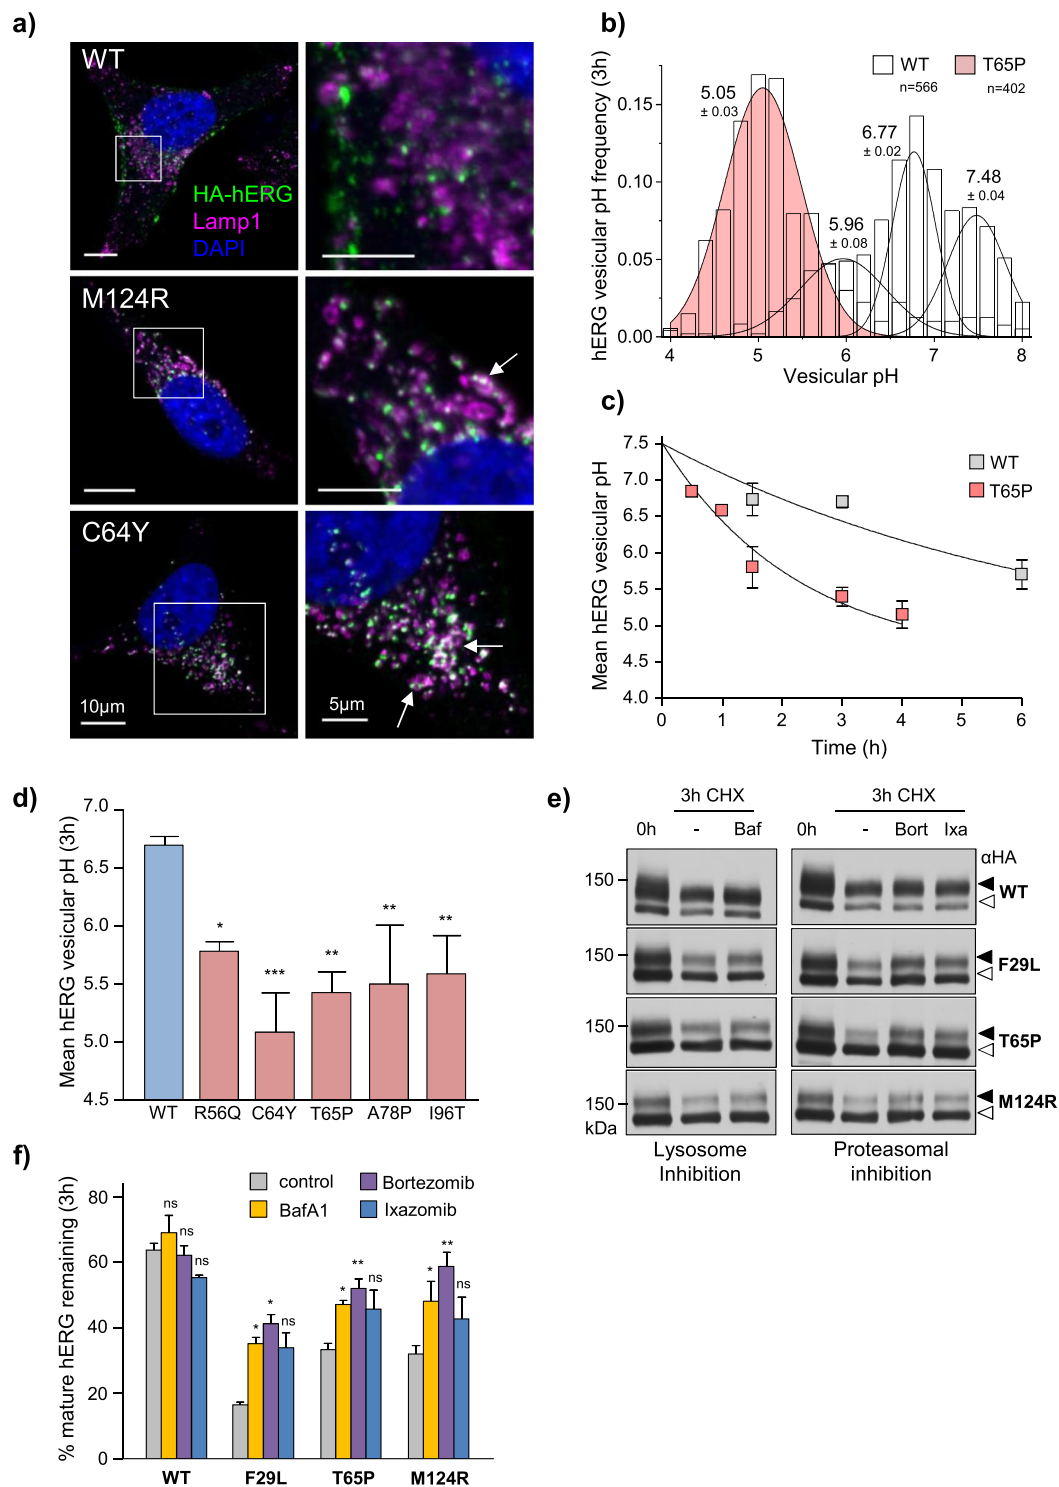 a)
WT
HA-hERG
Lamp1
DAPI
M124R
C64Y
10µm
5µm
b)
hERG vesicular pH frequency (3h)
0.15
0.10
0.05
0.00
WT
n=566
T65P
n=402
5.05
± 0.03
5.96
± 0.08
6.77
± 0.02
7.48
± 0.04
4 5 6 7 8
Vesicular pH
c)
Mean hERG vesicular pH
7.5
7.0
6.5
6.0
5.5
5.0
4.5
4.0
WT
T65P
0 1 2 3 4 5 6
Time (h)
d)
Mean hERG vesicular pH (3h)
7.0
6.5
6.0
5.5
5.0
4.5
* *** ** ** **
WT R56Q C64Y T65P A78P I96T
e)
3h CHX 3h CHX
0h - Baf 0h - Bort Ixa
αHA
150 WT
150 F29L
150 T65P
150 M124R
kDa
Lysosome
Inhibition
Proteasomal
inhibition
f)
% mature hERG remaining (3h)
80
60
40
20
0
control
BafA1
Bortezomib
Ixazomib
ns ns ns
* * ns
* ** ns
* ** ns
WT F29L T65P M124R